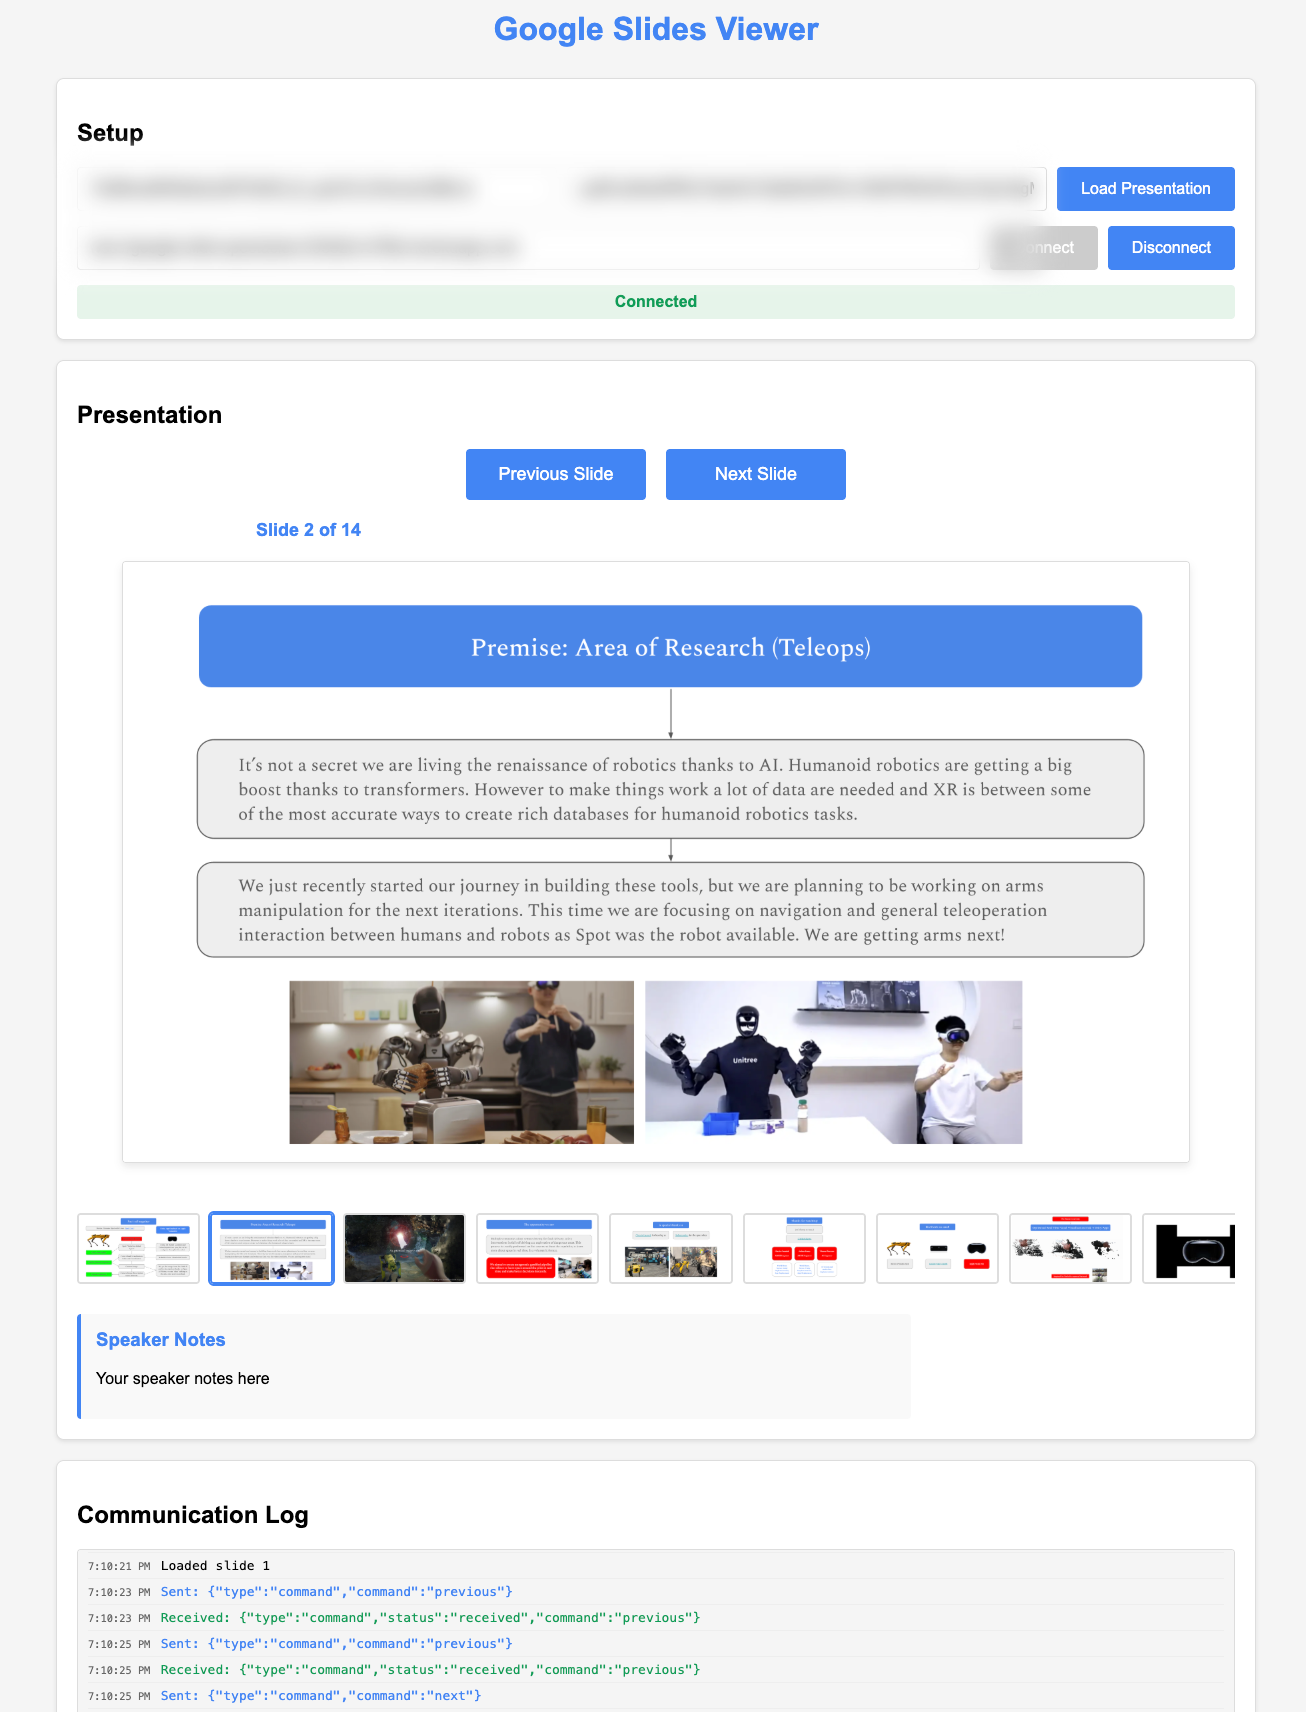 Google Slides Viewer
Setup
Load Presentation
Disconnect
Connected
Presentation
Previous Slide
Next Slide
Slide 2 of 14
Premise: Area of Research (Teleops)
It's not a secret we are living the renaissance of robotics thanks to AI. Humanoid robotics are getting a big
boost thanks to transformers. However to make things work a lot of data are needed and XR is between some
of the most accurate ways to create rich databases for humanoid robotics tasks.
We just recently started our journey in building these tools, but we are planning to be working on arms
manipulation for the next iterations. This time we are focusing on navigation and general teleoperation
interaction between humans and robots as Spot was the robot available. We are getting arms next!
Unitree
Speaker Notes
Your speaker notes here
Communication Log
7:10:21 PM Loaded slide 1
7:10:23 PM Sent: {"type":"command","command":"previous"}
7:10:23 PM Received: {"type":"command","status":"received","command":"previous"}
7:10:25 PM Sent: {"type":"command","command":"previous"}
7:10:25 PM Received: {"type":"command","status":"received","command":"previous"}
7:10:25 PM Sent: {"type":"command","command":"next"}